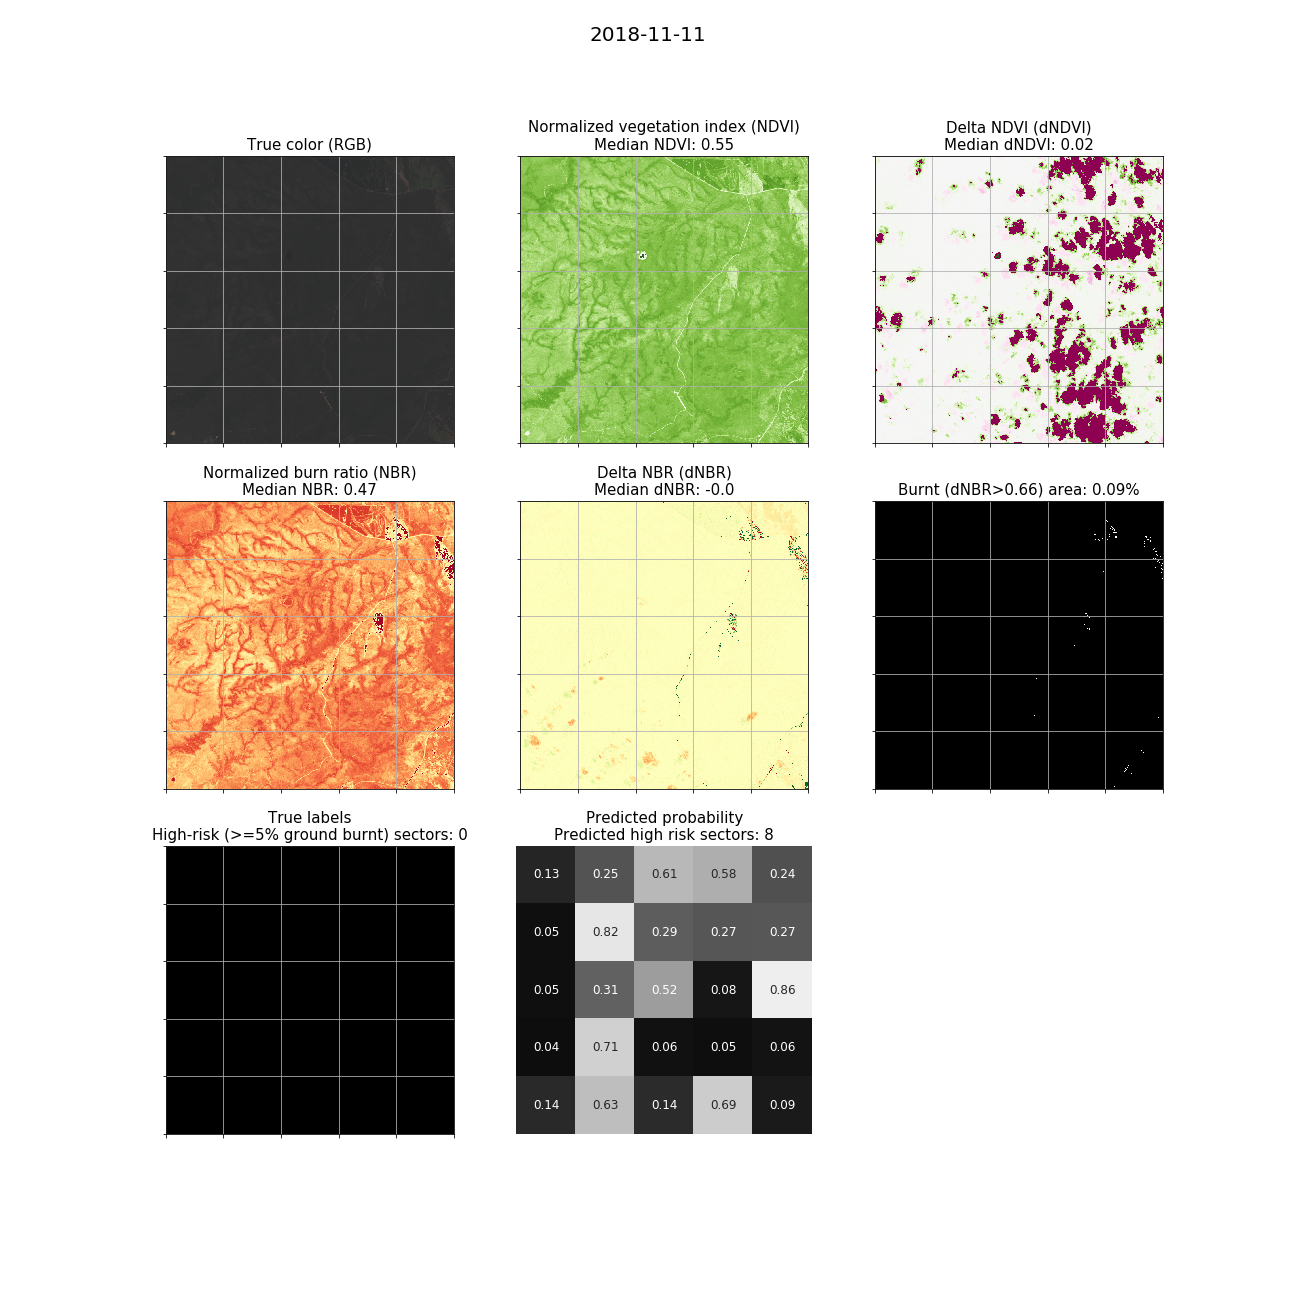 2018-11-11
True color (RGB)
Normalized vegetation index (NDVI)
Median NDVI: 0.55
Delta NDVI (dNDVI)
Median dNDVI: 0.02
Normalized burn ratio (NBR)
Median NBR: 0.47
Delta NBR (dNBR)
Median dNBR: -0.0
Burnt (dNBR>0.66) area: 0.09%
True labels
High-risk (>=5% ground burnt) sectors: 0
Predicted probability
Predicted high risk sectors: 8
0.13 0.25 0.61 0.58 0.24
0.05 0.82 0.29 0.27 0.27
0.05 0.31 0.52 0.08 0.86
0.04 0.71 0.06 0.05 0.06
0.14 0.63 0.14 0.69 0.09